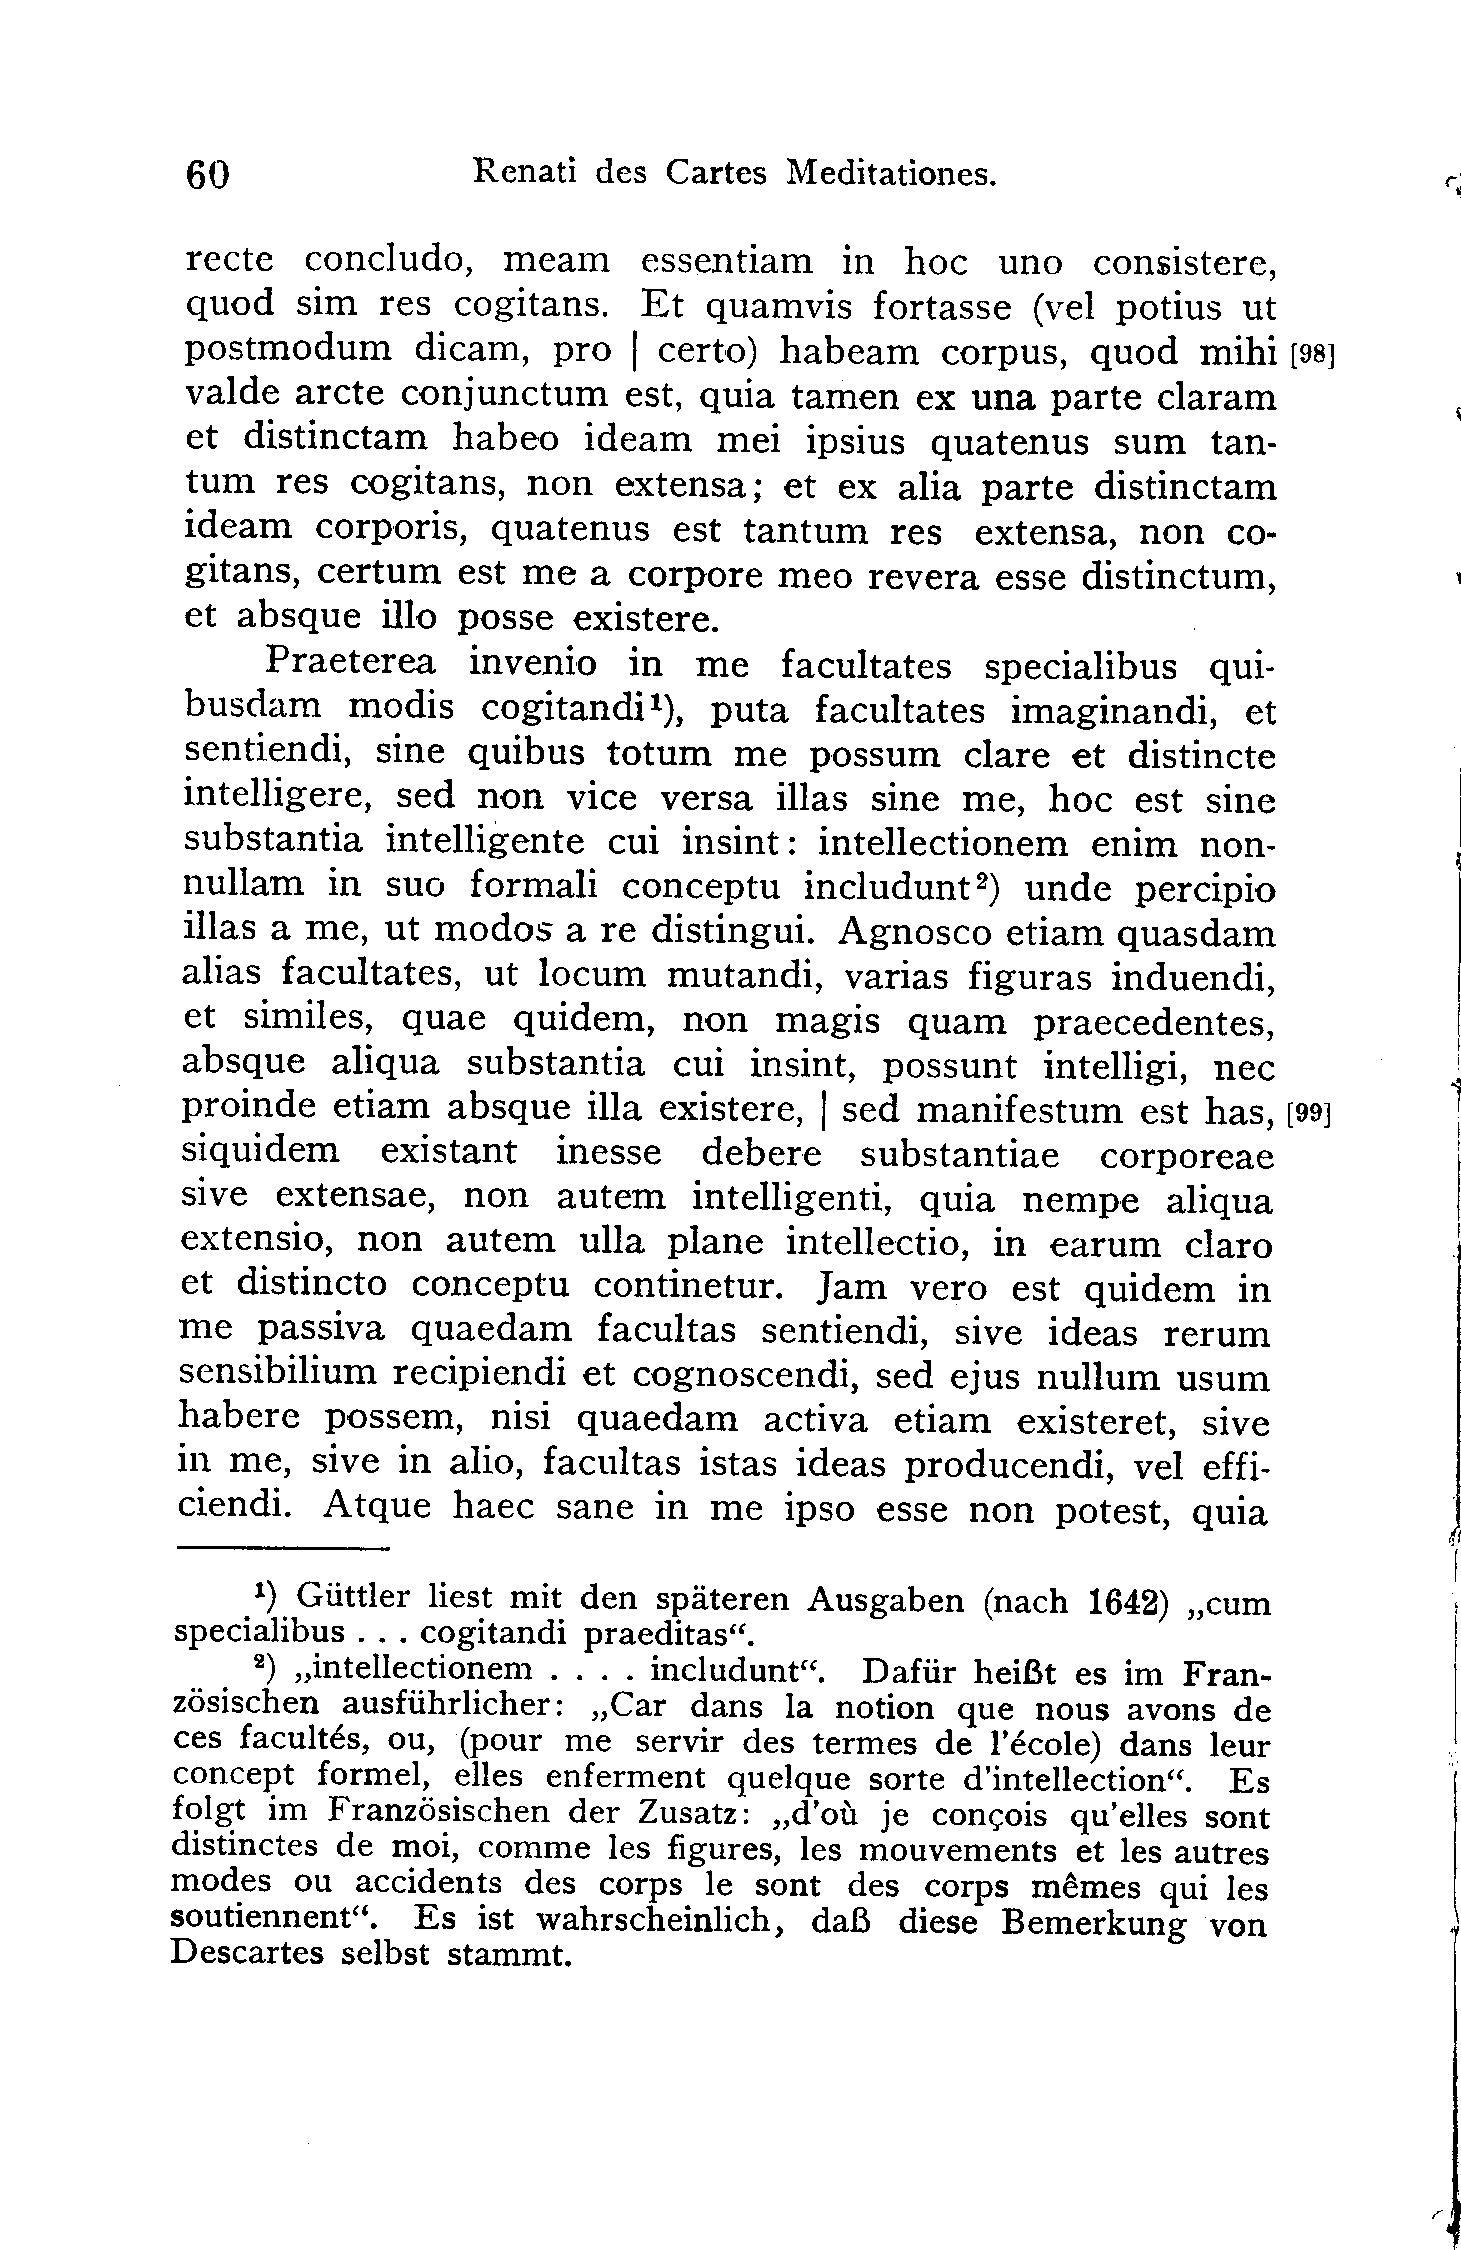 60 Renati des Cartes Meditationes.
recte concludo, meam essentiam in hoc uno consistere,
quod sim res cogitans. Et quamvis fortasse (vel potius ut
postmodum dicam, pro | certo) habeam corpus, quod mihi [98]
valde arcte conjunctum est, quia tamen ex una parte claram
et distinctam habeo ideam mei ipsius quatenus sum tan-
tum res cogitans, non extensa; et ex alia parte distinctam
ideam corporis, quatenus est tantum res extensa, non co-
gitans, certum est me a corpore meo revera esse distinctum,
et absque illo posse existere.
Praeterea invenio in me facultates specialibus qui-
busdam modis cogitandi¹), puta facultates imaginandi, et
sentiendi, sine quibus totum me possum clare et distincte
intelligere, sed non vice versa illas sine me, hoc est sine
substantia intelligente cui insint: intellectionem enim non-
nullam in suo formali conceptu includunt²) unde percipio
illas a me, ut modos a re distingui. Agnosco etiam quasdam
alias facultates, ut locum mutandi, varias figuras induendi,
et similes, quae quidem, non magis quam praecedentes,
absque aliqua substantia cui insint, possunt intelligi, nec
proinde etiam absque illa existere, | sed manifestum est has, [99]
siquidem existant inesse debere substantiae corporeae
sive extensae, non autem intelligenti, quia nempe aliqua
extensio, non autem ulla plane intellectio, in earum claro
et distincto conceptu continetur. Jam vero est quidem in
me passiva quaedam facultas sentiendi, sive ideas rerum
sensibilium recipiendi et cognoscendi, sed ejus nullum usum
habere possem, nisi quaedam activa etiam existeret, sive
in me, sive in alio, facultas istas ideas producendi, vel effi-
ciendi. Atque haec sane in me ipso esse non potest, quia
¹) Güttler liest mit den späteren Ausgaben (nach 1642) „cum
specialibus . . . cogitandi praeditas“.
²) „intellectionem . . . . includunt“. Dafür heißt es im Fran-
zösischen ausführlicher: „Car dans la notion que nous avons de
ces facultés, ou, (pour me servir des termes de l’école) dans leur
concept formel, elles enferment quelque sorte d'intellection“. Es
folgt im Französischen der Zusatz: „d’où je conçois qu’elles sont
distinctes de moi, comme les figures, les mouvements et les autres
modes ou accidents des corps le sont des corps mêmes qui les
soutiennent“. Es ist wahrscheinlich, daß diese Bemerkung von
Descartes selbst stammt.